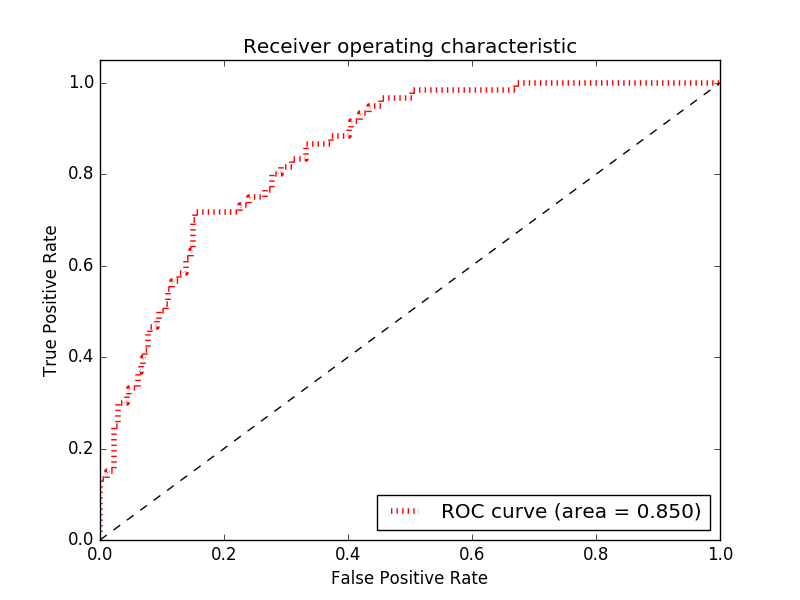 Receiver operating characteristic
True Positive Rate
1.0
0.8
0.6
0.4
0.2
0.0
ROC curve (area = 0.850)
0.0 0.2 0.4 0.6 0.8 1.0
False Positive Rate